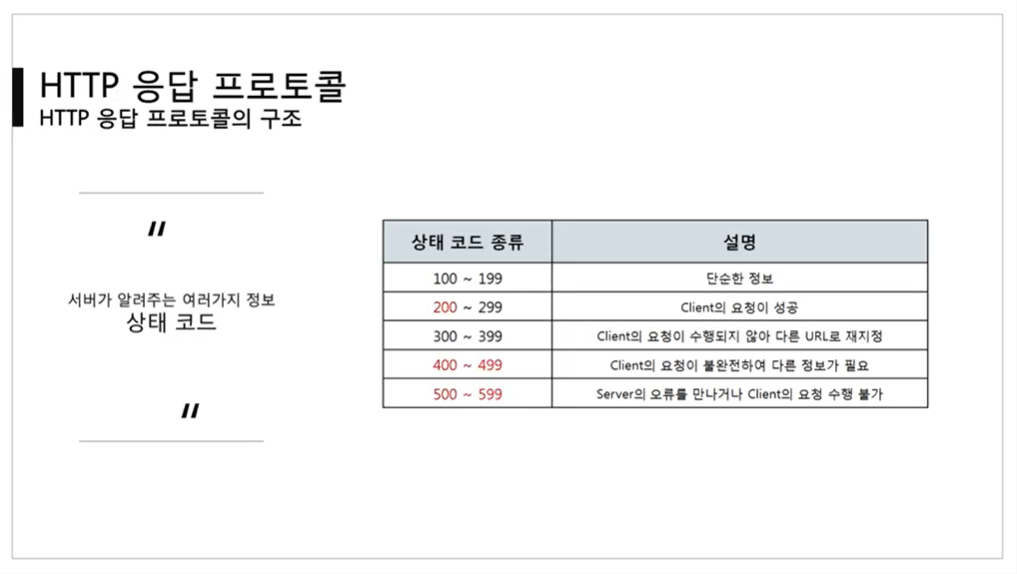 HTTP 응답 프로토콜
HTTP 응답 프로토콜의 구조
"
서버가 알려주는 여러가지 정보
상태 코드
"
상태 코드 종류 설명
100 ~ 199 단순한 정보
200 ~ 299 Client의 요청이 성공
300 ~ 399 Client의 요청이 수행되지 않아 다른 URL로 재지정
400 ~ 499 Client의 요청이 불완전하여 다른 정보가 필요
500 ~ 599 Server의 오류를 만나거나 Client의 요청 수행 불가